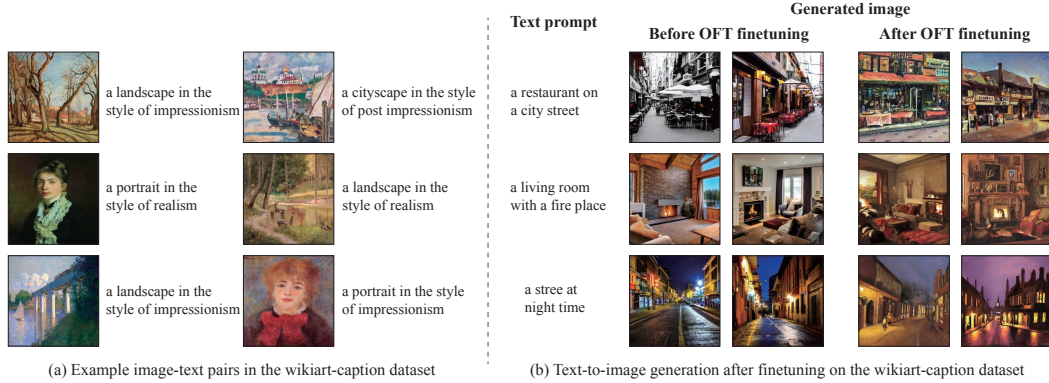 a landscape in the
style of impressionism
a cityscape in the style
of post impressionism
a portrait in the
style of realism
a landscape in the
style of realism
a landscape in the
style of impressionism
a portrait in the style
of impressionism
(a) Example image-text pairs in the wikiart-caption dataset
Text prompt
Generated image
Before OFT finetuning
After OFT finetuning
a restaurant on
a city street
a living room
with a fire place
a stree at
night time
(b) Text-to-image generation after finetuning on the wikiart-caption dataset